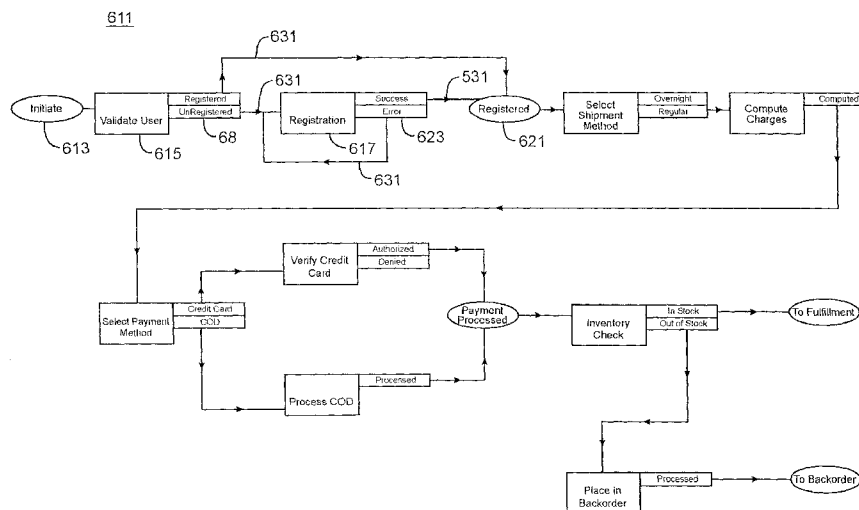 611
631
Initiate
613
Validate User
Registered
UnRegistered
615
68
631
Registration
Success
Error
617
623
631
531
Registered
621
Select
Shipment
Method
Overnight
Regular
Compute
Charges
Computed
Select Payment
Method
Credit Card
COD
Verify Credit
Card
Authorized
Denied
Process COD
Processed
Payment
Processed
Inventory
Check
In Stock
Out of Stock
To Fulfillment
Place in
Backorder
Processed
To Backorder